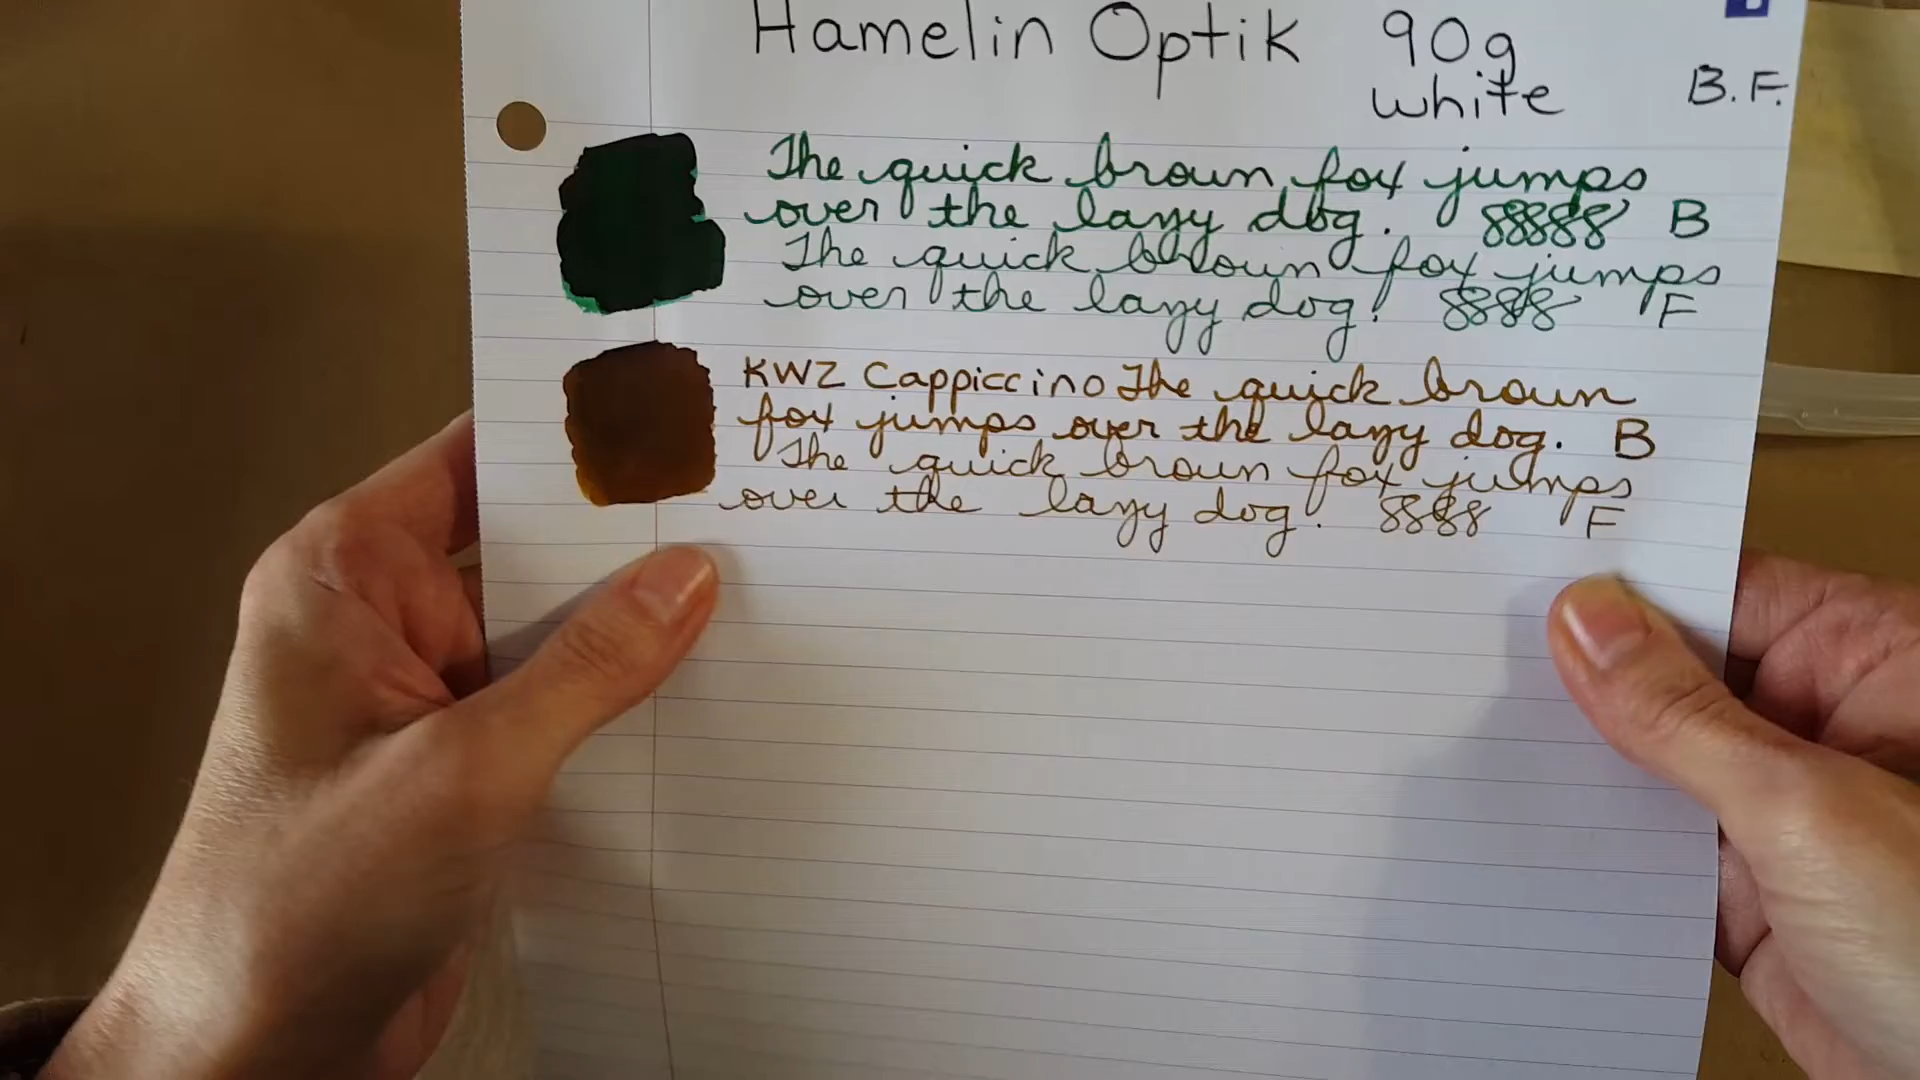 Hamelin Optik 90g
white
B.F.
The quick brown fox jumps
over the lazy dog. 88888 B
The quick brown fox jumps
over the lazy dog! 8888 F
KWZ Cappiccino The quick brown
fox jumps over the lazy dog. B
The quick brown fox jumps
over the lazy dog! 8888 F